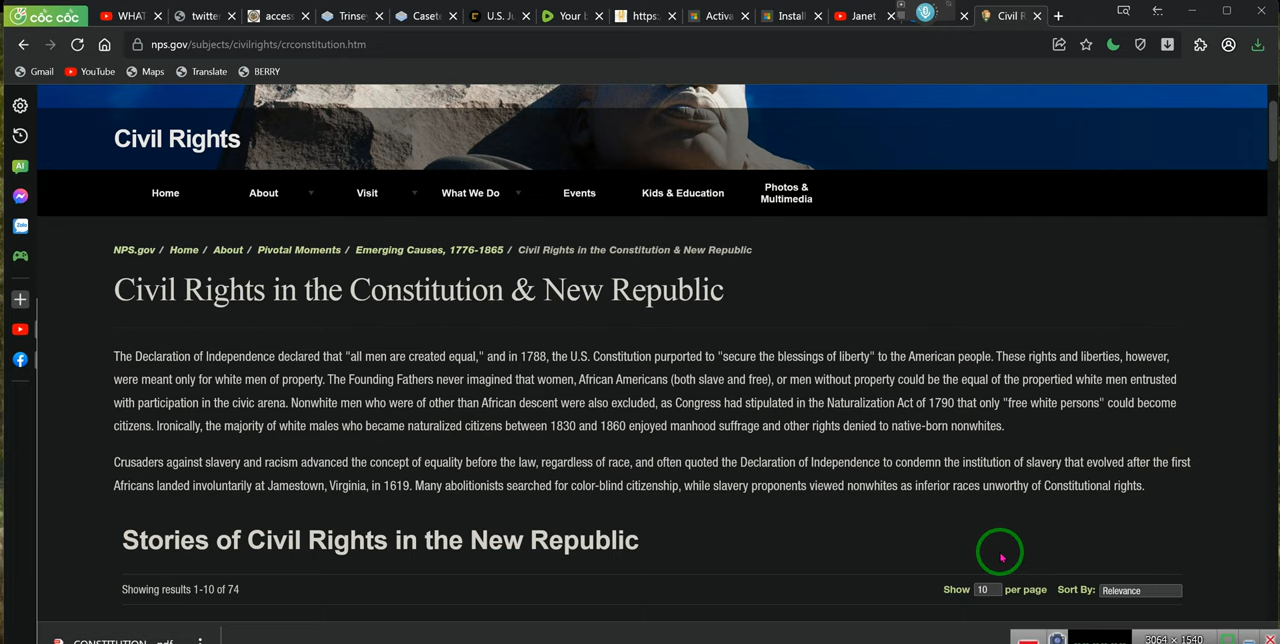 cốc cốc
WHAT
twitter
access
Trinse
Caset
U.S. Ju
Your b
https:
Activa
Install
Janet
Civil R
nps.gov/subjects/civilrights/crconstitution.htm
Gmail
YouTube
Maps
Translate
BERRY
AI
Zalo
Civil Rights
Home
About
Visit
What We Do
Events
Kids & Education
Photos &
Multimedia
NPS.gov / Home / About / Pivotal Moments / Emerging Causes, 1776-1865 / Civil Rights in the Constitution & New Republic
Civil Rights in the Constitution & New Republic
The Declaration of Independence declared that "all men are created equal," and in 1788, the U.S. Constitution purported to "secure the blessings of liberty" to the American people. These rights and liberties, however,
were meant only for white men of property. The Founding Fathers never imagined that women, African Americans (both slave and free), or men without property could be the equal of the propertied white men entrusted
with participation in the civic arena. Nonwhite men who were of other than African descent were also excluded, as Congress had stipulated in the Naturalization Act of 1790 that only "free white persons" could become
citizens. Ironically, the majority of white males who became naturalized citizens between 1830 and 1860 enjoyed manhood suffrage and other rights denied to native-born nonwhites.
Crusaders against slavery and racism advanced the concept of equality before the law, regardless of race, and often quoted the Declaration of Independence to condemn the institution of slavery that evolved after the first
Africans landed involuntarily at Jamestown, Virginia, in 1619. Many abolitionists searched for color-blind citizenship, while slavery proponents viewed nonwhites as inferior races unworthy of Constitutional rights.
Stories of Civil Rights in the New Republic
Showing results 1-10 of 74
Show 10 per page Sort By: Relevance
CONSTITUTION .pdf
3064 × 1540